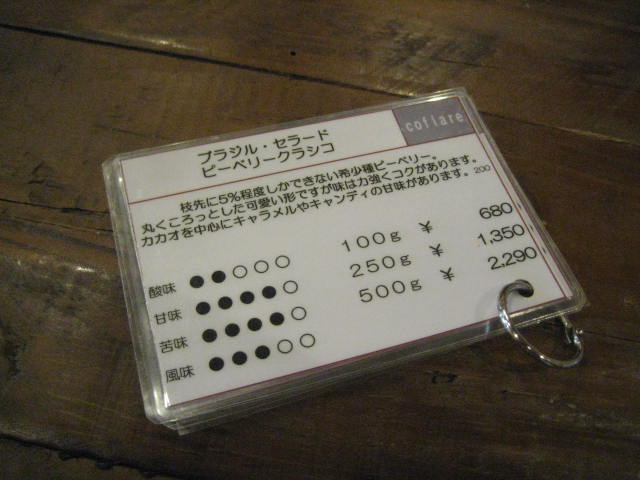 coflare
ブラジル・セラード
ピーベリークラシコ
枝先に5%程度しかできない希少種ピーベリー。
丸くころっとした可愛い形ですが味は力強くコクがあります。
カカオを中心にキャラメルやキャンディの甘味があります。200
酸味 ●●○○○
甘味 ●●●●○
苦味 ●●●●○
風味 ●●●○○
100g ¥ 680
250g ¥ 1,350
500g ¥ 2,290